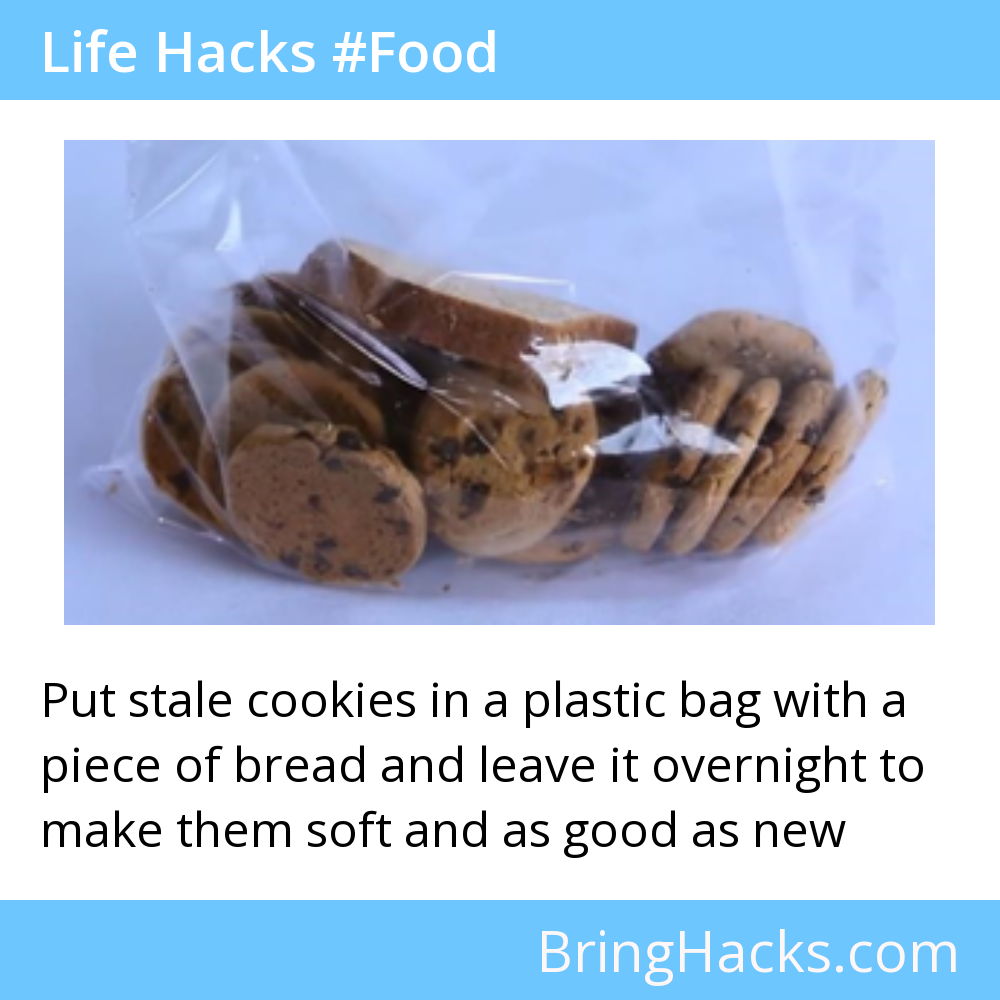 Life Hacks #Food
Put stale cookies in a plastic bag with a
piece of bread and leave it overnight to
make them soft and as good as new
BringHacks.com